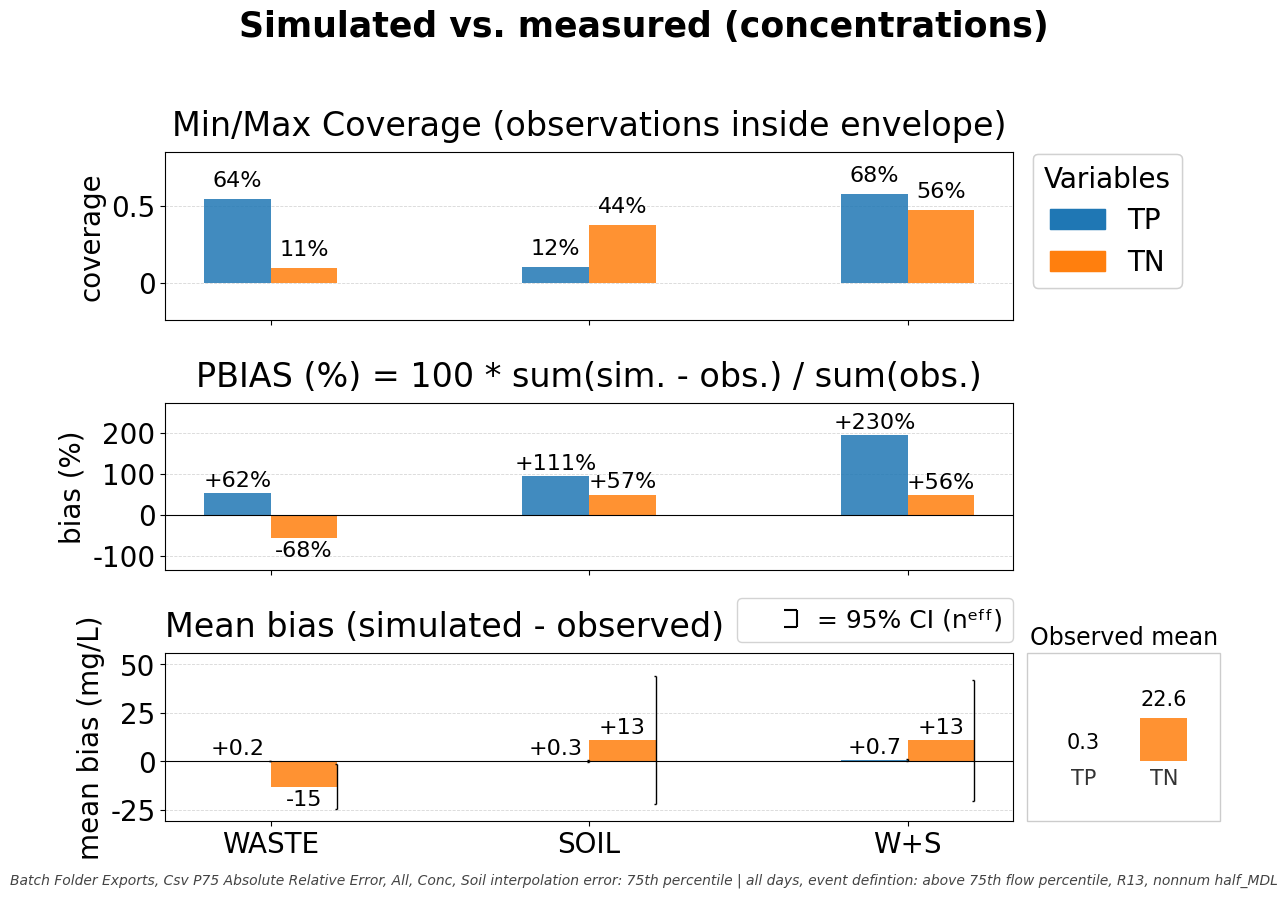 Simulated vs. measured (concentrations)
Min/Max Coverage (observations inside envelope)
coverage
0.5
0
64%
11%
12%
44%
68%
56%
Variables
TP
TN
PBIAS (%) = 100 * sum(sim. - obs.) / sum(obs.)
bias (%)
200
100
0
-100
+62%
-68%
+111%
+57%
+230%
+56%
Mean bias (simulated - observed)
= 95% CI (nᵉᶠᶠ)
mean bias (mg/L)
50
25
0
-25
+0.2
-15
+0.3
+13
+0.7
+13
WASTE
SOIL
W+S
Observed mean
0.3
22.6
TP
TN
Batch Folder Exports, Csv P75 Absolute Relative Error, All, Conc, Soil interpolation error: 75th percentile | all days, event defintion: above 75th flow percentile, R13, nonnum half_MDL